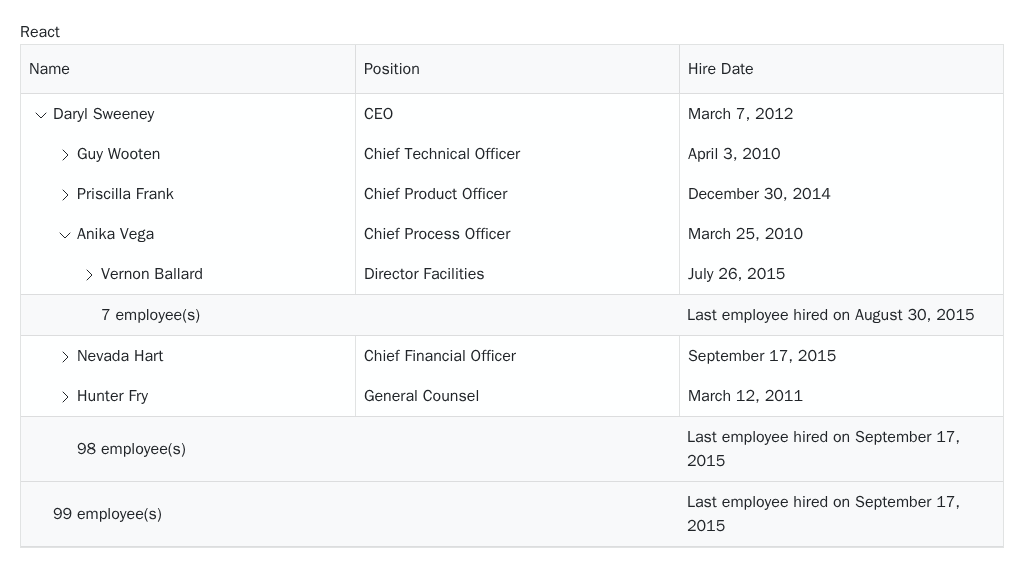 React
Name Position Hire Date
Daryl Sweeney CEO March 7, 2012
Guy Wooten Chief Technical Officer April 3, 2010
Priscilla Frank Chief Product Officer December 30, 2014
Anika Vega Chief Process Officer March 25, 2010
Vernon Ballard Director Facilities July 26, 2015
7 employee(s) Last employee hired on August 30, 2015
Nevada Hart Chief Financial Officer September 17, 2015
Hunter Fry General Counsel March 12, 2011
98 employee(s) Last employee hired on September 17,
2015
99 employee(s) Last employee hired on September 17,
2015